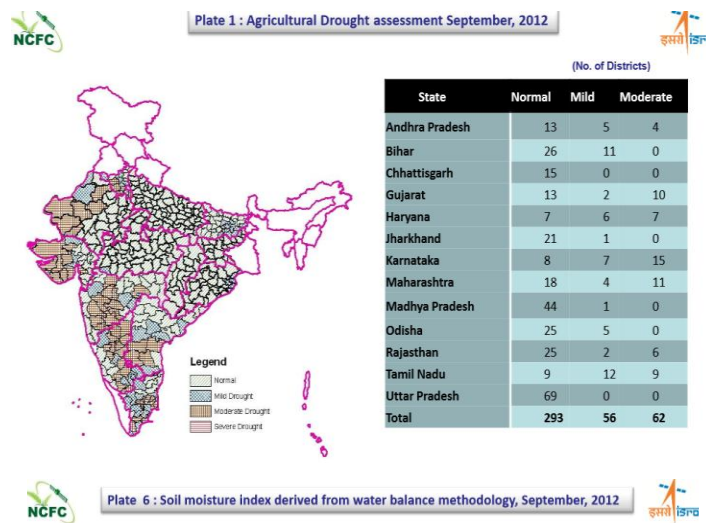 Plate 1 : Agricultural Drought assessment September, 2012
NCFC
इसरो isr
(No. of Districts)
State Normal Mild Moderate
Andhra Pradesh 13 5 4
Bihar 26 11 0
Chhattisgarh 15 0 0
Gujarat 13 2 10
Haryana 7 6 7
Jharkhand 21 1 0
Karnataka 8 7 15
Maharashtra 18 4 11
Madhya Pradesh 44 1 0
Odisha 25 5 0
Rajasthan 25 2 6
Tamil Nadu 9 12 9
Uttar Pradesh 69 0 0
Total 293 56 62
Legend
Normal
Mild Drought
Moderate Drought
Severe Drought
NCFC
Plate 6 : Soil moisture index derived from water balance methodology, September, 2012
इसरो isro